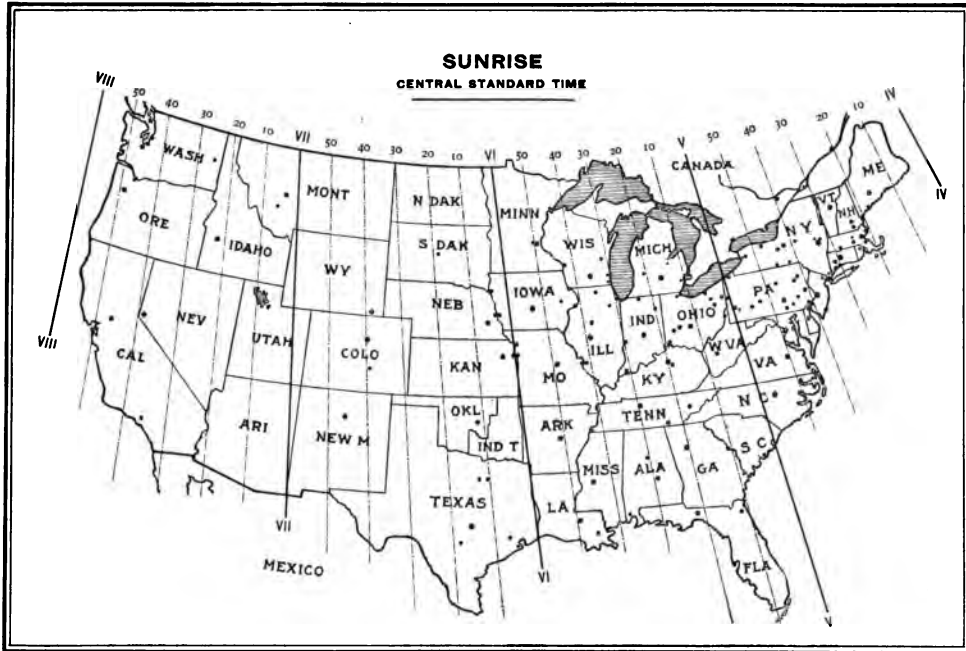 SUNRISE
CENTRAL STANDARD TIME
VIII
50
40
30
20
10
VII
50
40
30
20
10
VI
50
40
30
20
10
V
50
40
30
20
10
IV
CANADA
WASH
MONT
N DAK
MINN
ME
IV
ORE
IDAHO
S DAK
WIS
MICH
N Y
VT
N H
WY
NEB
IOWA
PA
VIII
NEV
UTAH
COLO
KAN
ILL
IND
OHIO
W VA
CAL
MO
KY
VA
ARI
NEW M
OKL
IND T
ARK
TENN
N C
S C
MISS
ALA
GA
TEXAS
LA
VII
MEXICO
VI
FLA
V